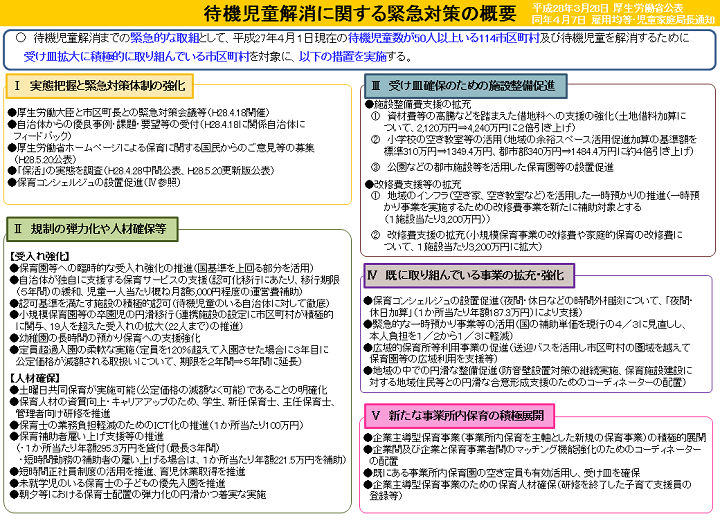 待機児童解消に関する緊急対策の概要
平成28年3月28日 厚生労働省公表
同年4月7日 雇用均等・児童家庭局長通知
○ 待機児童解消までの緊急的な取組として、平成27年4月1日現在の待機児童数が50人以上いる114市区町村及び待機児童を解消するために
受け皿拡大に積極的に取り組んでいる市区町村を対象に、以下の措置を実施する。
Ⅰ 実態把握と緊急対策体制の強化
●厚生労働大臣と市区町長との緊急対策会議等（H28.4.18開催）
●自治体からの優良事例・課題・要望等の受付（H28.4.18に関係自治体に
フィードバック）
●厚生労働省ホームページによる保育に関する国民からのご意見等の募集
（H28.5.20公表）
●「保活」の実態を調査（H28.4.28中間公表、H28.5.20更新版公表）
●保育コンシェルジュの設置促進（Ⅳ参照）
Ⅱ 規制の弾力化や人材確保等
【受入れ強化】
●保育園等への臨時的な受入れ強化の推進（国基準を上回る部分を活用）
●自治体が独自に支援する保育サービスの支援（認可化移行にあたり、移行期限
（5年間）の緩和、児童一人当たり概ね月額5,000円程度の運営費補助）
●認可基準を満たす施設の積極的認可（待機児童のいる自治体に対して徹底）
●小規模保育園等の卒園児の円滑移行（連携施設の設定に市区町村が積極的
に関与、19人を超えた受入れの拡大（22人まで）の推進）
●幼稚園の長時間の預かり保育への支援強化
●定員超過入園の柔軟な実施（定員を120％超えて入園させた場合に3年目に
公定価格が減額される取扱いについて、期限を2年間⇒5年間に延長）
【人材確保】
●土曜日共同保育が実施可能（公定価格の減額なく可能）であることの明確化
●保育人材の資質向上・キャリアアップのため、学生、新任保育士、主任保育士、
管理者向け研修を推進
●保育士の業務負担軽減のためのICT化の推進（1か所当たり100万円）
●保育補助者雇い上げ支援等の推進
（・1か所当たり年額295.3万円を貸付（最長3年間）
・短時間勤務の補助者の雇い上げる場合は、1か所当たり年額221.5万円を補助）
●短時間正社員制度の活用を推進、育児休業取得を推進
●未就学児のいる保育士の子どもの優先入園を推進
●朝夕等における保育士配置の弾力化の円滑かつ着実な実施
Ⅲ 受け皿確保のための施設整備促進
●施設整備費支援の拡充
① 資材費等の高騰などを踏まえた借地料への支援の強化（土地借料加算に
ついて、2,120万円⇒4,240万円に2倍引き上げ）
② 小学校の空き教室等の活用（地域の余裕スペース活用促進加算の基準額を
標準310万円⇒1349.4万円、都市部340万円⇒1484.4万円に約4倍引き上げ）
③ 公園などの都市施設等を活用した保育園等の設置促進
●改修費支援等の拡充
① 地域のインフラ（空き家、空き教室など）を活用した一時預かりの推進（一時預
かり事業を実施するための改修費事業を新たに補助対象とする
（1施設当たり3,200万円））
② 改修費支援の拡充（小規模保育事業の改修費や家庭的保育の改修費に
ついて、1施設当たり3,200万円に拡大）
Ⅳ 既に取り組んでいる事業の拡充・強化
●保育コンシェルジュの設置促進（夜間・休日などの時間外相談について、「夜間・
休日加算」（1か所当たり年額187.3万円）により支援）
●緊急的な一時預かり事業等の活用（国の補助単価を現行の4／3に見直しし、
本人負担を1／2から1／3に軽減）
●広域的保育所等利用事業の促進（送迎バスを活用し市区町村の圏域を越えて
保育園等の広域利用を支援等）
●地域の中での円滑な整備促進（防音壁設置対策の継続実施、保育施設建設に
対する地域住民等との円滑な合意形成支援のためのコーディネーターの配置）
Ⅴ 新たな事業所内保育の積極展開
●企業主導型保育事業（事業所内保育を主軸とした新規の保育事業）の積極的展開
●企業間及び企業と保育事業者間のマッチング機能強化のためのコーディネーター
の配置
●既にある事業所内保育園の空き定員も有効活用し、受け皿を確保
●企業主導型保育事業のための保育人材確保（研修を修了した子育て支援員の
登録等）